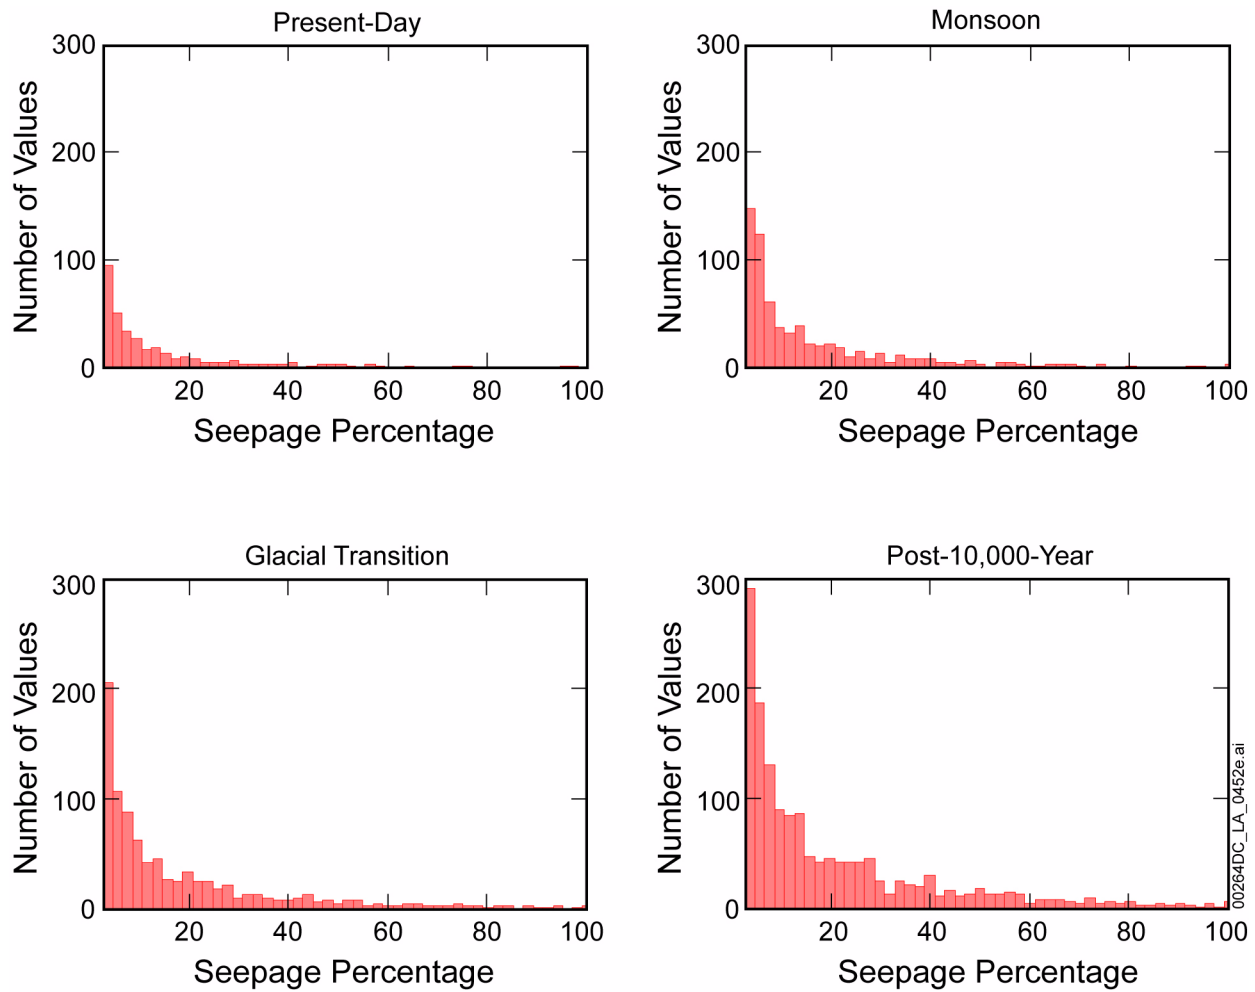 Present-Day
300
200
100
0
Number of Values
20 40 60 80 100
Seepage Percentage
Monsoon
300
200
100
0
Number of Values
20 40 60 80 100
Seepage Percentage
Glacial Transition
300
200
100
0
Number of Values
20 40 60 80 100
Seepage Percentage
Post-10,000-Year
300
200
100
0
Number of Values
20 40 60 80 100
Seepage Percentage
00264DC_LA_0452e.ai